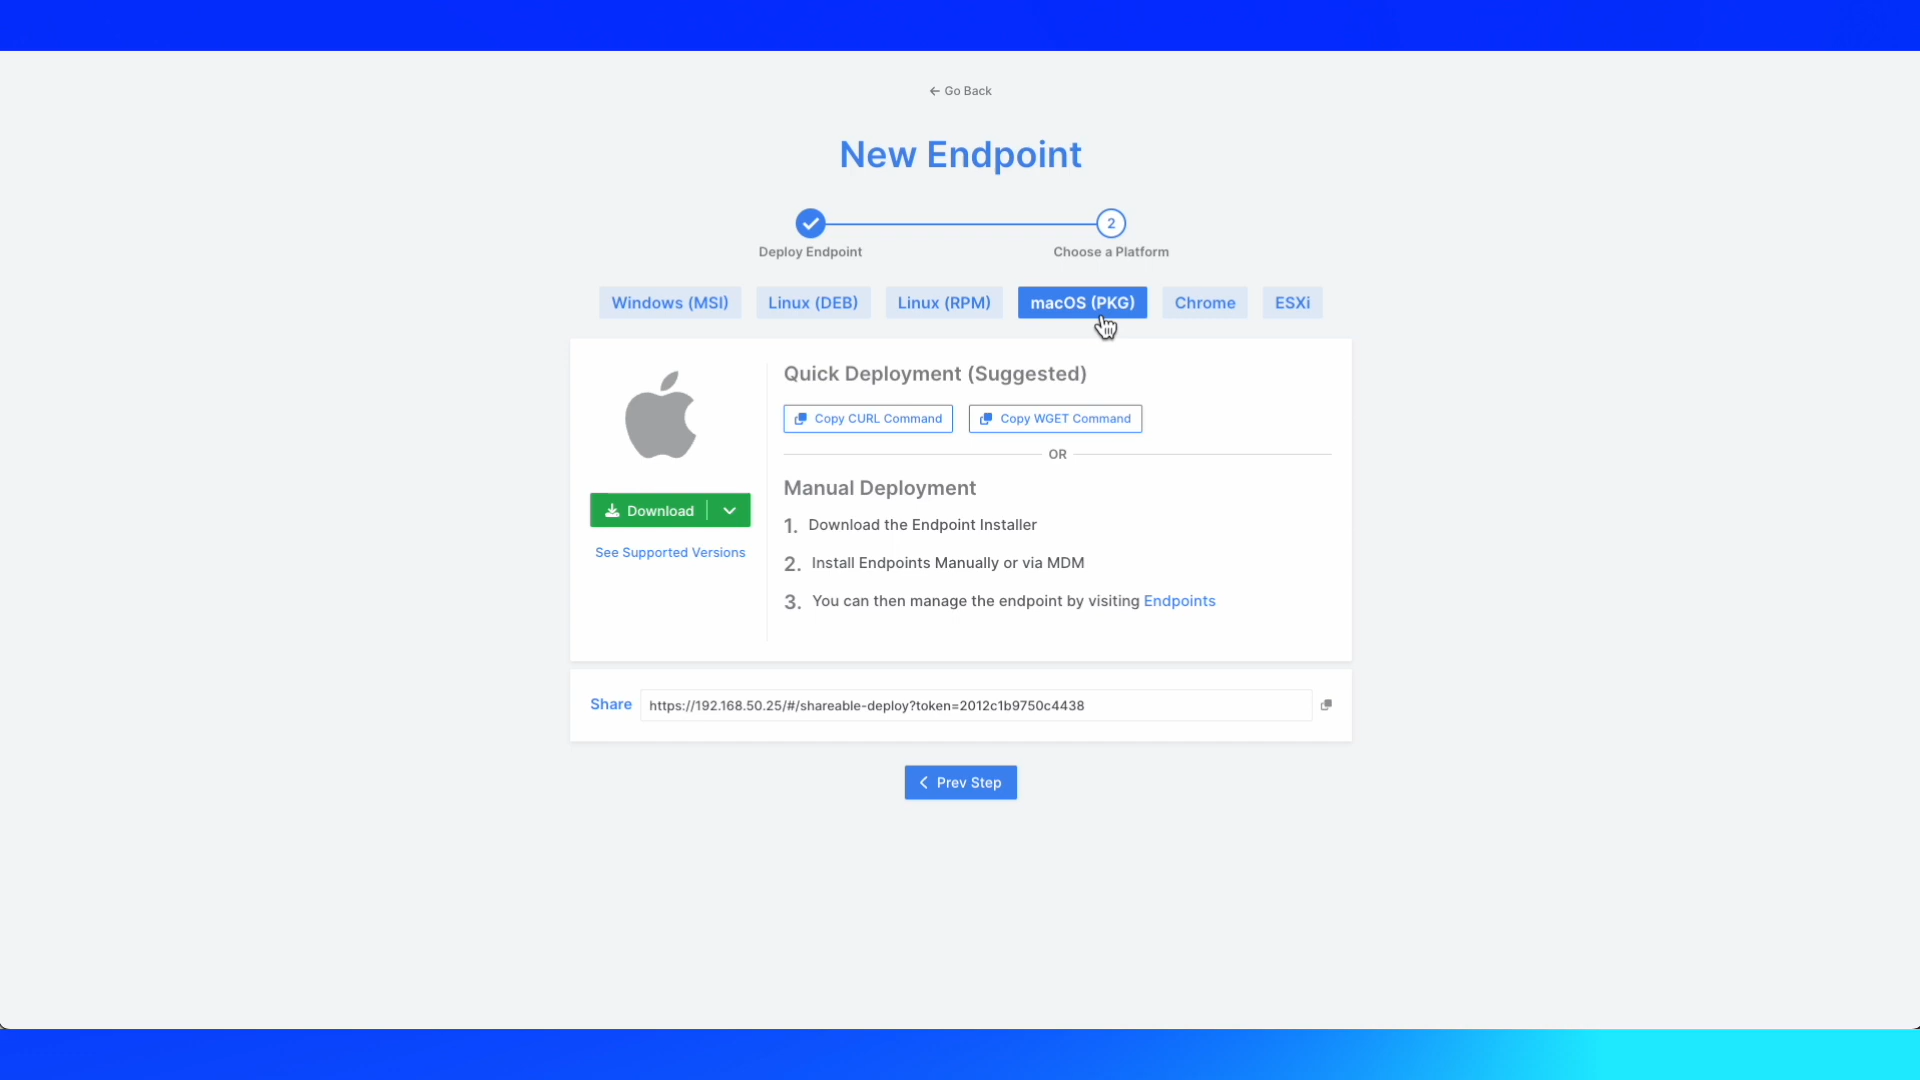 ← Go Back
New Endpoint
2
Deploy Endpoint
Choose a Platform
Windows (MSI)
Linux (DEB)
Linux (RPM)
macOS (PKG)
Chrome
ESXi
Quick Deployment (Suggested)
Copy CURL Command
Copy WGET Command
OR
Download
See Supported Versions
Manual Deployment
1. Download the Endpoint Installer
2. Install Endpoints Manually or via MDM
3. You can then manage the endpoint by visiting Endpoints
Share
https://192.168.50.25/#/shareable-deploy?token=2012c1b9750c4438
Prev Step